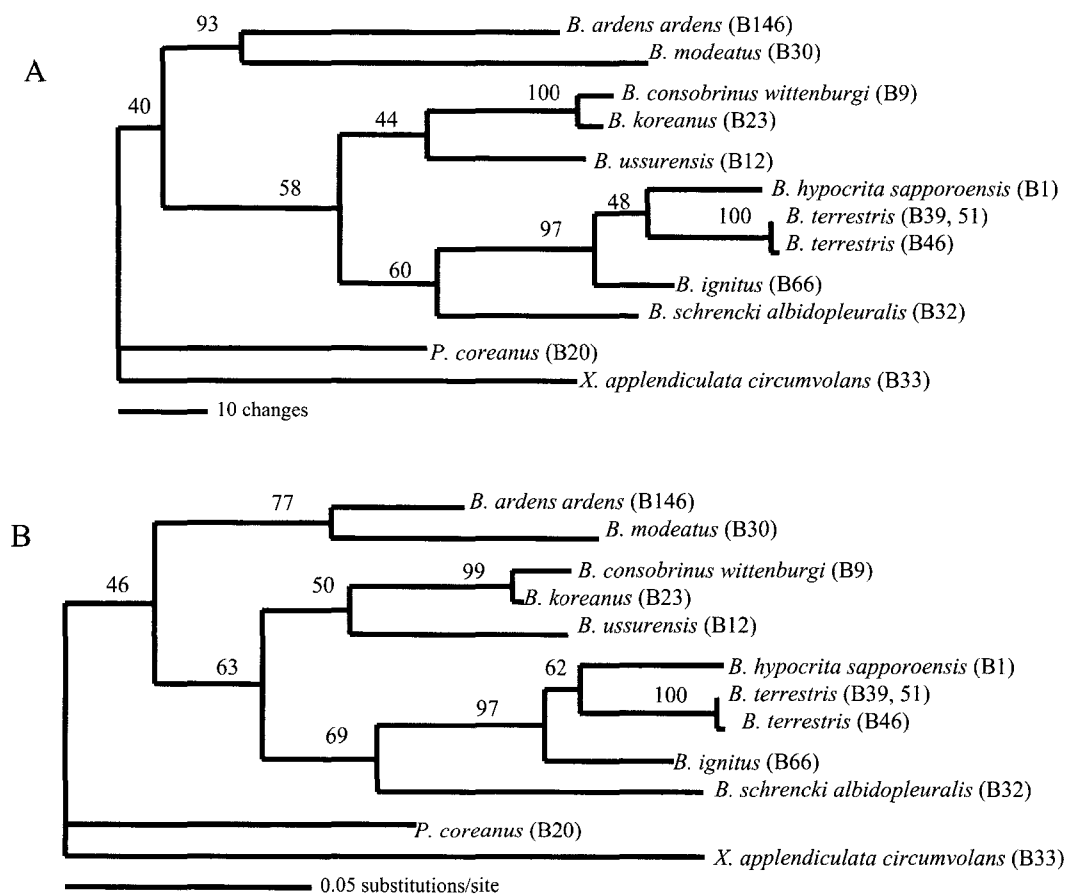 A
93
B. ardens ardens (B146)
B. modeatus (B30)
40
100
B. consobrinus wittenburgi (B9)
B. koreanus (B23)
44
B. ussurensis (B12)
58
B. hypocrita sapporoensis (B1)
48
100
B. terrestris (B39, 51)
B. terrestris (B46)
97
60
B. ignitus (B66)
B. schrencki albidopleuralis (B32)
P. coreanus (B20)
X. applendiculata circumvolans (B33)
10 changes
B
77
B. ardens ardens (B146)
B. modeatus (B30)
46
99
B. consobrinus wittenburgi (B9)
B. koreanus (B23)
50
B. ussurensis (B12)
63
62
B. hypocrita sapporoensis (B1)
100
B. terrestris (B39, 51)
B. terrestris (B46)
97
69
B. ignitus (B66)
B. schrencki albidopleuralis (B32)
P. coreanus (B20)
X. applendiculata circumvolans (B33)
0.05 substitutions/site